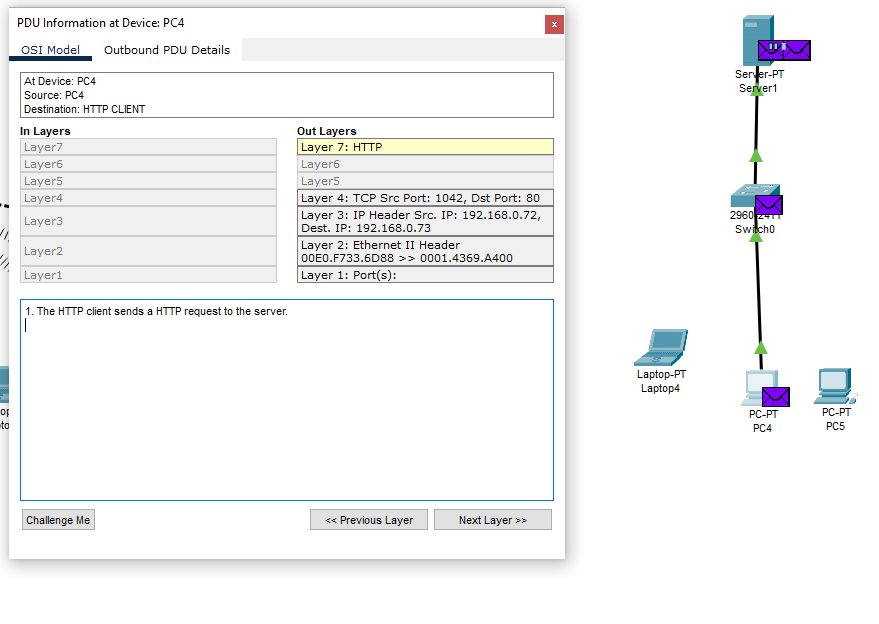 PDU Information at Device: PC4
x
OSI Model
Outbound PDU Details
At Device: PC4
Source: PC4
Destination: HTTP CLIENT
In Layers
Layer7
Layer6
Layer5
Layer4
Layer3
Layer2
Layer1
Out Layers
Layer 7: HTTP
Layer6
Layer5
Layer 4: TCP Src Port: 1042, Dst Port: 80
Layer 3: IP Header Src. IP: 192.168.0.72,
Dest. IP: 192.168.0.73
Layer 2: Ethernet II Header
00E0.F733.6D88 >> 0001.4369.A400
Layer 1: Port(s):
1. The HTTP client sends a HTTP request to the server.
Challenge Me
<< Previous Layer
Next Layer >>
Server-PT
Server1
Switch0
Laptop-PT
Laptop4
PC-PT
PC4
PC-PT
PC5